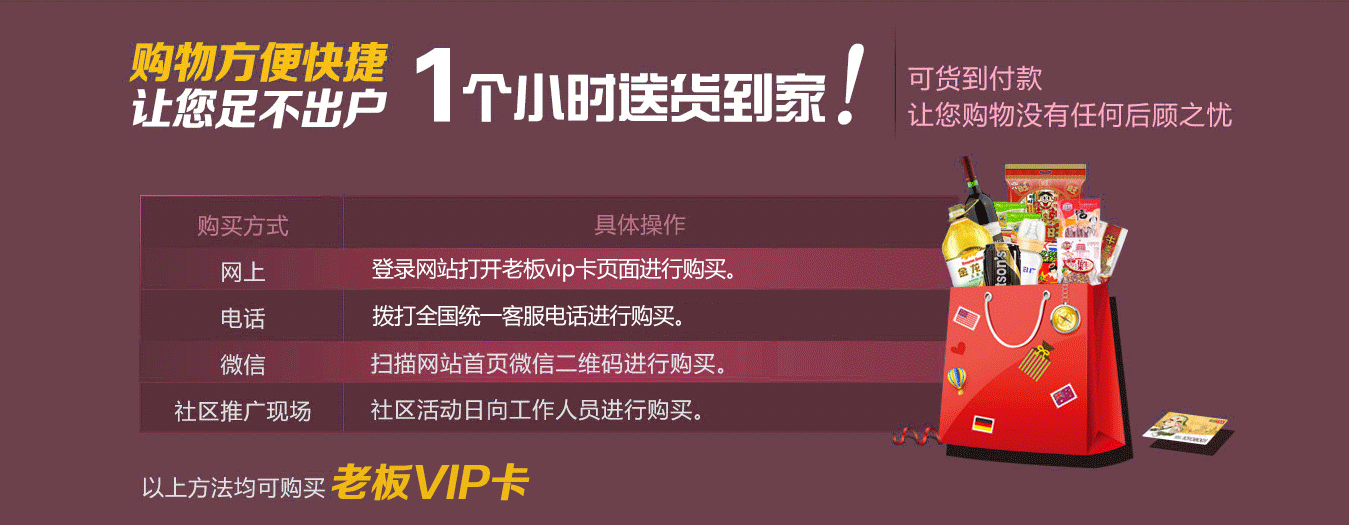 购物方便快捷
让您足不出户
1个小时送货到家!
可货到付款
让您购物没有任何后顾之忧
购买方式 具体操作
网上 登录网站打开老板vip卡页面进行购买。
电话 拨打全国统一客服电话进行购买。
微信 扫描网站首页微信二维码进行购买。
社区推广现场 社区活动日向工作人员进行购买。
以上方法均可购买 老板VIP卡
金龙